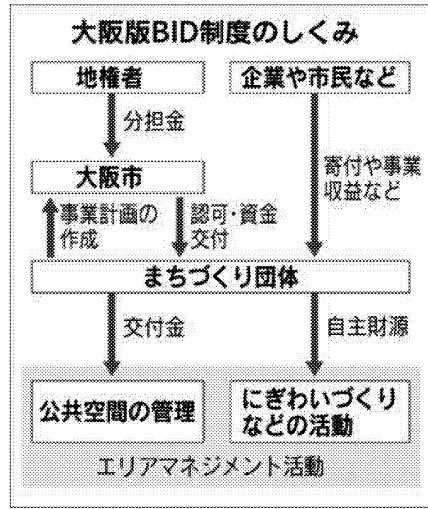 大阪版BID制度のしくみ
地権者
企業や市民など
分担金
大阪市
寄付や事業
収益など
事業計画の
作成
認可・資金
交付
まちづくり団体
交付金
自主財源
公共空間の管理
にぎわいづくり
などの活動
エリアマネジメント活動